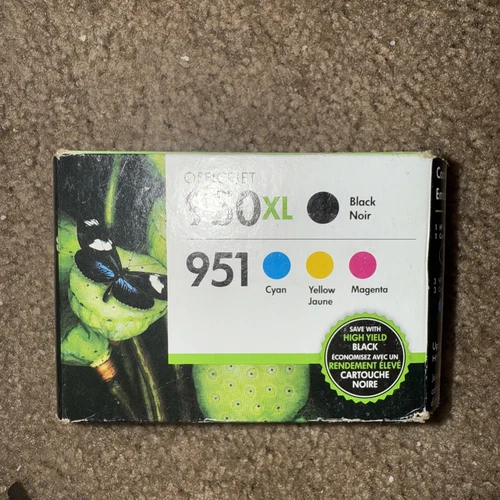 OFFICEJET
950XL
Black
Noir
951
Cyan
Yellow
Jaune
Magenta
SAVE WITH
HIGH YIELD
BLACK
ÉCONOMISEZ AVEC UN
RENDEMENT ÉLEVÉ
CARTOUCHE
NOIRE